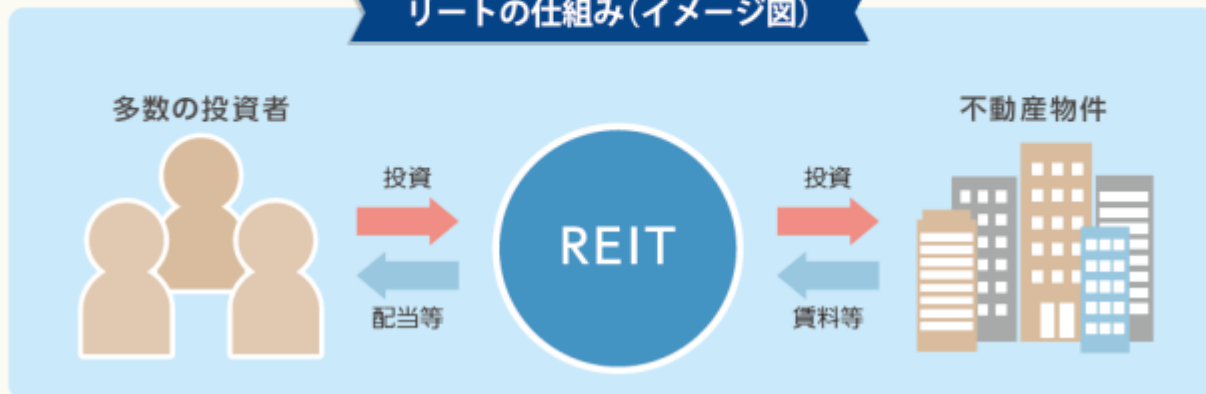 リートの仕組み（イメージ図）
多数の投資者
不動産物件
投資
投資
REIT
配当等
賃料等